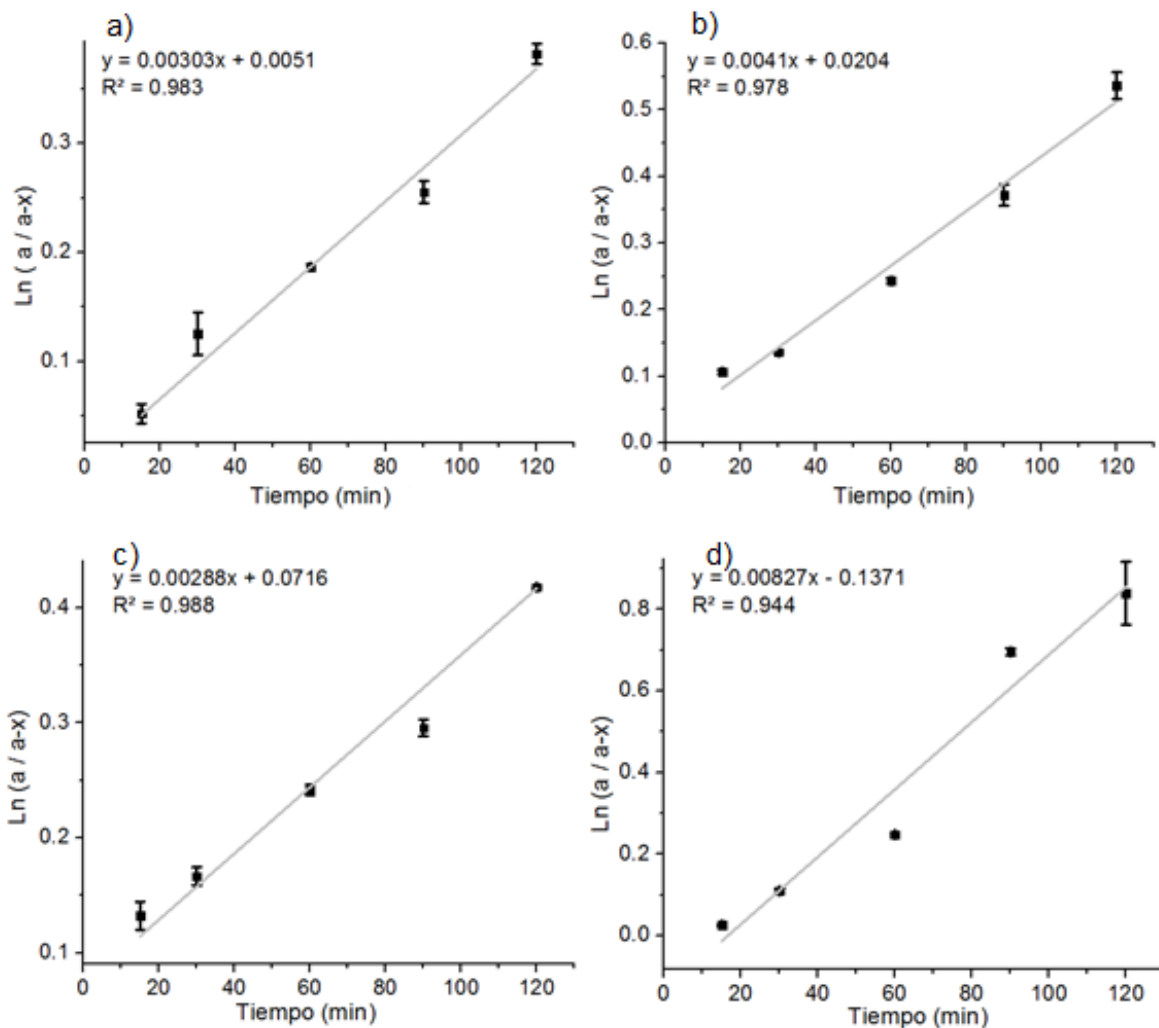 a)
y = 0.00303x + 0.0051
R² = 0.983
0.3
0.2
0.1
Ln ( a / a-x)
0 20 40 60 80 100 120
Tiempo (min)
b)
y = 0.0041x + 0.0204
R² = 0.978
0.6
0.5
0.4
0.3
0.2
0.1
0.0
Ln (a / a-x)
0 20 40 60 80 100 120
Tiempo (min)
c)
y = 0.00288x + 0.0716
R² = 0.988
0.4
0.3
0.2
0.1
Ln (a / a-x)
0 20 40 60 80 100 120
Tiempo (min)
d)
y = 0.00827x - 0.1371
R² = 0.944
0.8
0.6
0.4
0.2
0.0
Ln (a / a-x)
0 20 40 60 80 100 120
Tiempo (min)